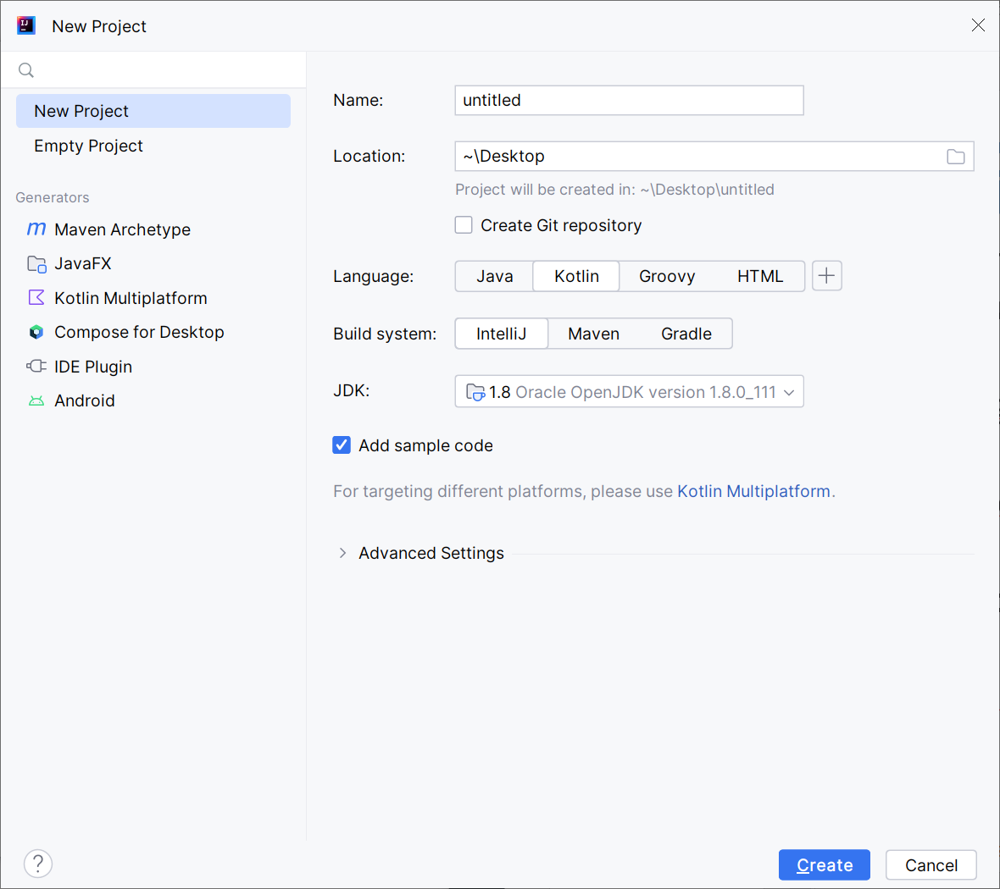 New Project
New Project
Empty Project
Generators
Maven Archetype
JavaFX
Kotlin Multiplatform
Compose for Desktop
IDE Plugin
Android
Name: untitled
Location: ~\Desktop
Project will be created in: ~\Desktop\untitled
Create Git repository
Language: Java Kotlin Groovy HTML
Build system: IntelliJ Maven Gradle
JDK: 1.8 Oracle OpenJDK version 1.8.0_111
Add sample code
For targeting different platforms, please use Kotlin Multiplatform.
Advanced Settings
? Create Cancel